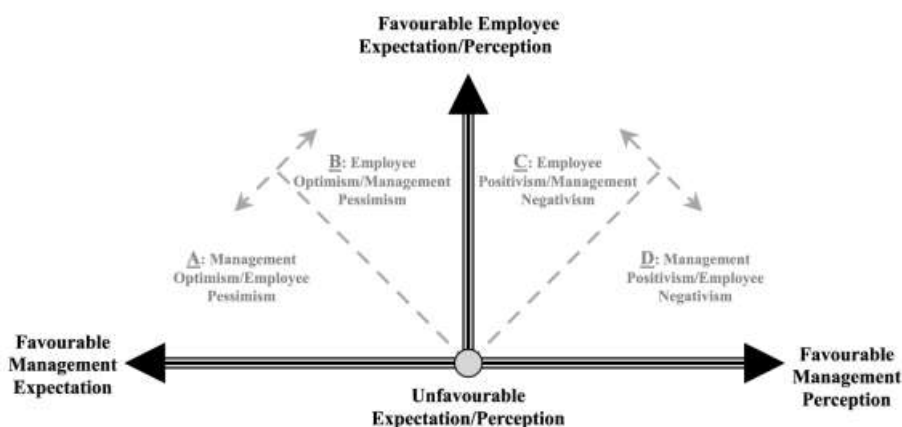 Favourable Employee
Expectation/Perception
B: Employee
Optimism/Management
Pessimism
C: Employee
Positivism/Management
Negativism
A: Management
Optimism/Employee
Pessimism
D: Management
Positivism/Employee
Negativism
Favourable
Management
Expectation
Unfavourable
Expectation/Perception
Favourable
Management
Perception